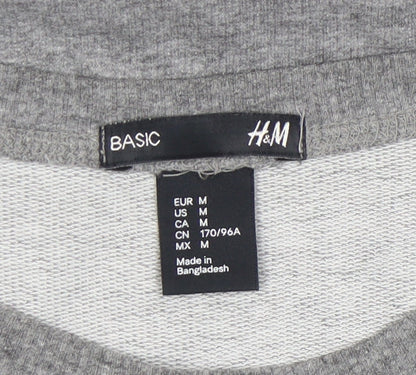 BASIC H&M
EUR M
US M
CA M
CN 170/96A
MX M
Made in
Bangladesh